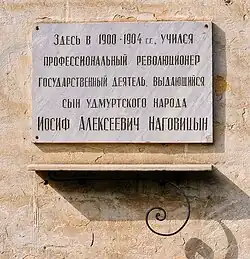 Здесь в 1900-1904 гг. учился
профессиональный революционер
государственный деятель, выдающийся
сын удмуртского народа
Иосиф Алексеевич Наговицын